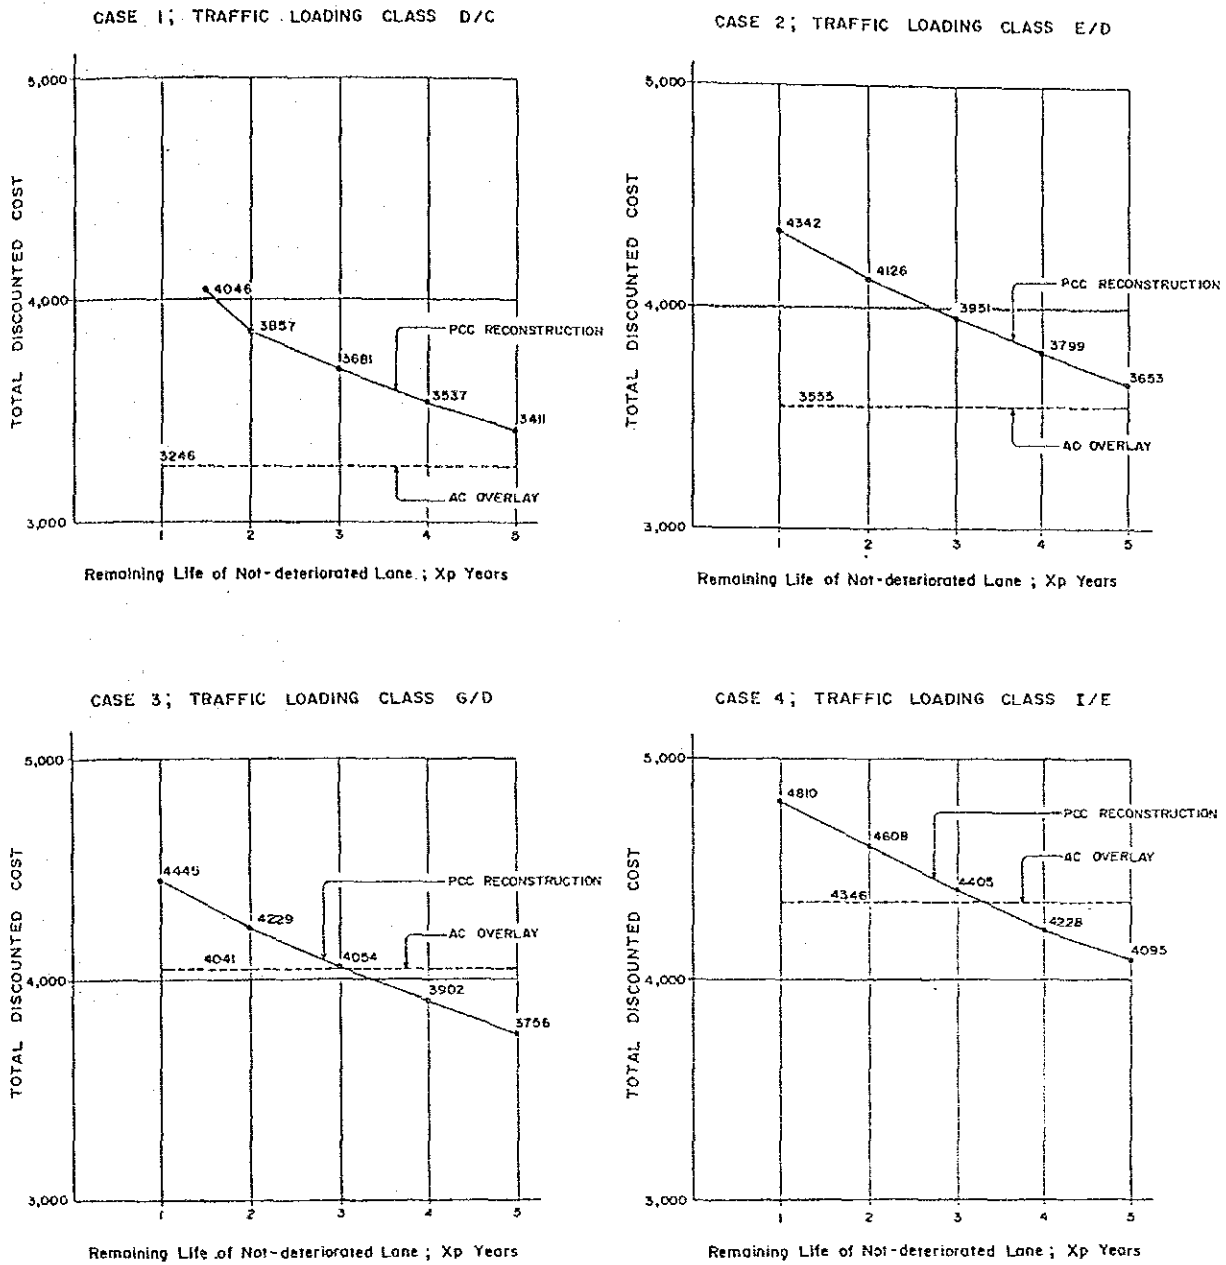 CASE 1; TRAFFIC LOADING CLASS D/C
TOTAL DISCOUNTED COST
5,000
4,000
3,000
4046
3857
3681
3537
3411
PCC RECONSTRUCTION
3246
AC OVERLAY
1 2 3 4 5
Remaining Life of Not-deteriorated Lane; Xp Years
CASE 2; TRAFFIC LOADING CLASS E/D
TOTAL DISCOUNTED COST
5,000
4,000
3,000
4342
4126
3951
3799
3653
PCC RECONSTRUCTION
3555
AC OVERLAY
1 2 3 4 5
Remaining Life of Not-deteriorated Lane; Xp Years
CASE 3; TRAFFIC LOADING CLASS G/D
TOTAL DISCOUNTED COST
5,000
4,000
3,000
4445
4229
4054
3902
3756
PCC RECONSTRUCTION
AC OVERLAY
4041
1 2 3 4 5
Remaining Life of Not-deteriorated Lane; Xp Years
CASE 4; TRAFFIC LOADING CLASS I/E
TOTAL DISCOUNTED COST
5,000
4,000
3,000
4810
4608
4405
4228
4095
PCC RECONSTRUCTION
AC OVERLAY
4346
1 2 3 4 5
Remaining Life of Not-deteriorated Lane; Xp Years